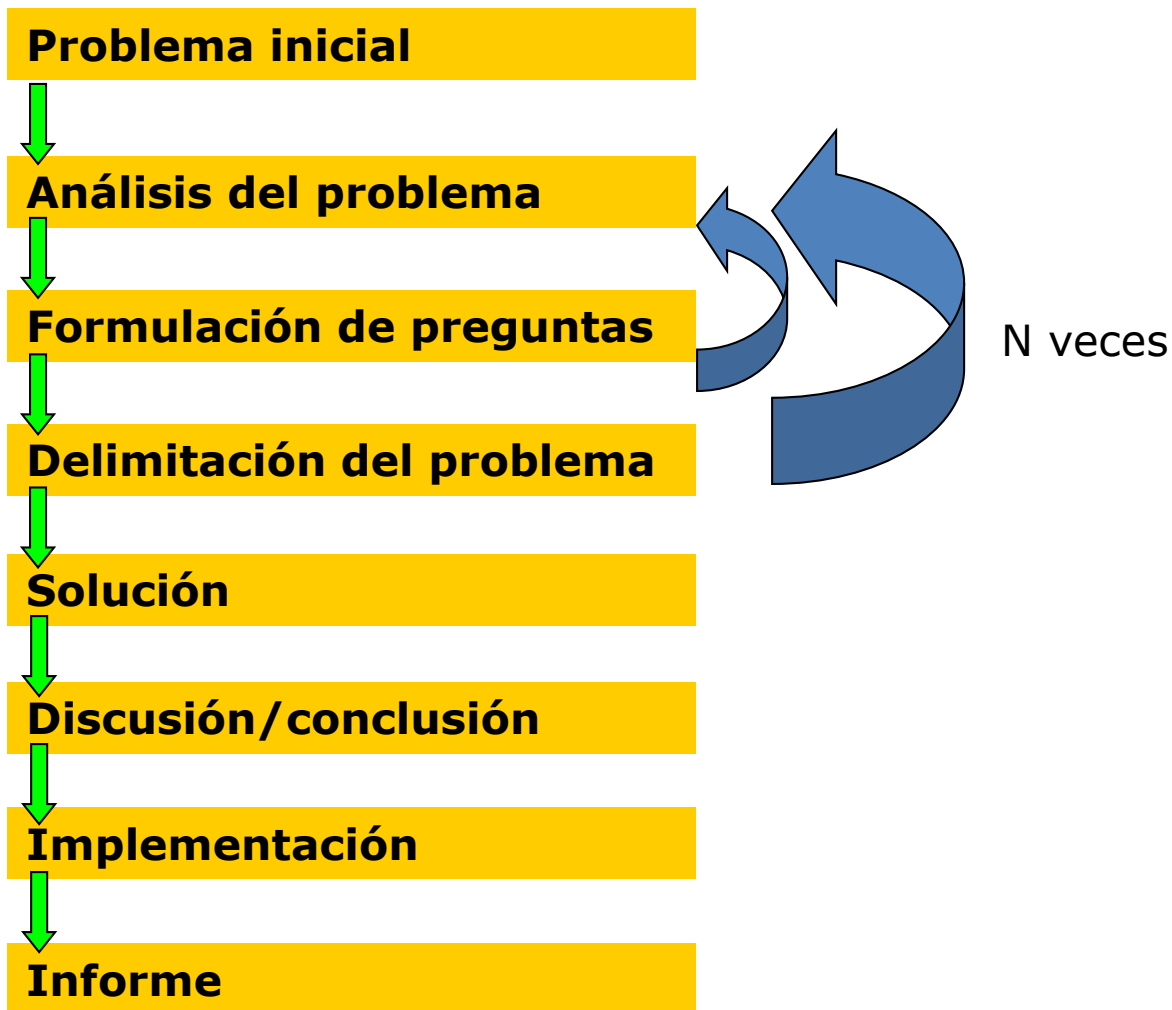 Problema inicial
Análisis del problema
Formulación de preguntas
N veces
Delimitación del problema
Solución
Discusión/conclusión
Implementación
Informe